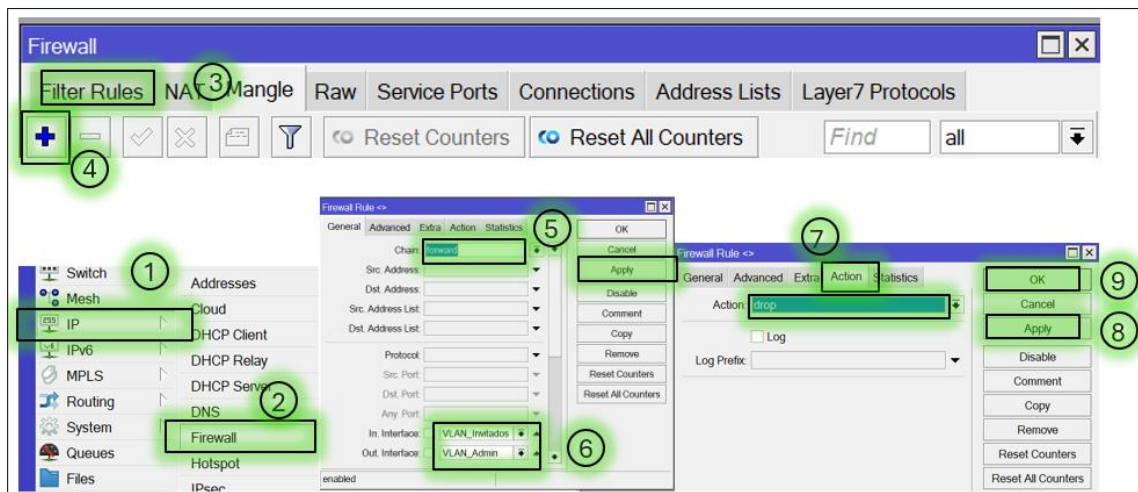 Firewall
Filter Rules NAT 3 Mangle Raw Service Ports Connections Address Lists Layer7 Protocols
4
Reset Counters Reset All Counters Find all
1
Switch
Mesh
IP
IPv6
MPLS
Routing
System
Queues
Files
Addresses
Cloud
DHCP Client
DHCP Relay
DHCP Server
2
DNS
Firewall
Hotspot
IPsec
Firewall Rule <>
General Advanced Extra Action Statistics
5
Chain: forward
Src. Address:
Dst. Address:
Src. Address List:
Dst. Address List:
Protocol:
Src. Port:
Dst. Port:
Any. Port:
In. Interface: VLAN_Invitados
Out. Interface: VLAN_Admin
6
enabled
OK
Cancel
Apply
Disable
Comment
Copy
Remove
Reset Counters
Reset All Counters
7
Firewall Rule <>
General Advanced Extra Action Statistics
Action: drop
Log
Log Prefix:
OK
9
Cancel
Apply
8
Disable
Comment
Copy
Remove
Reset Counters
Reset All Counters